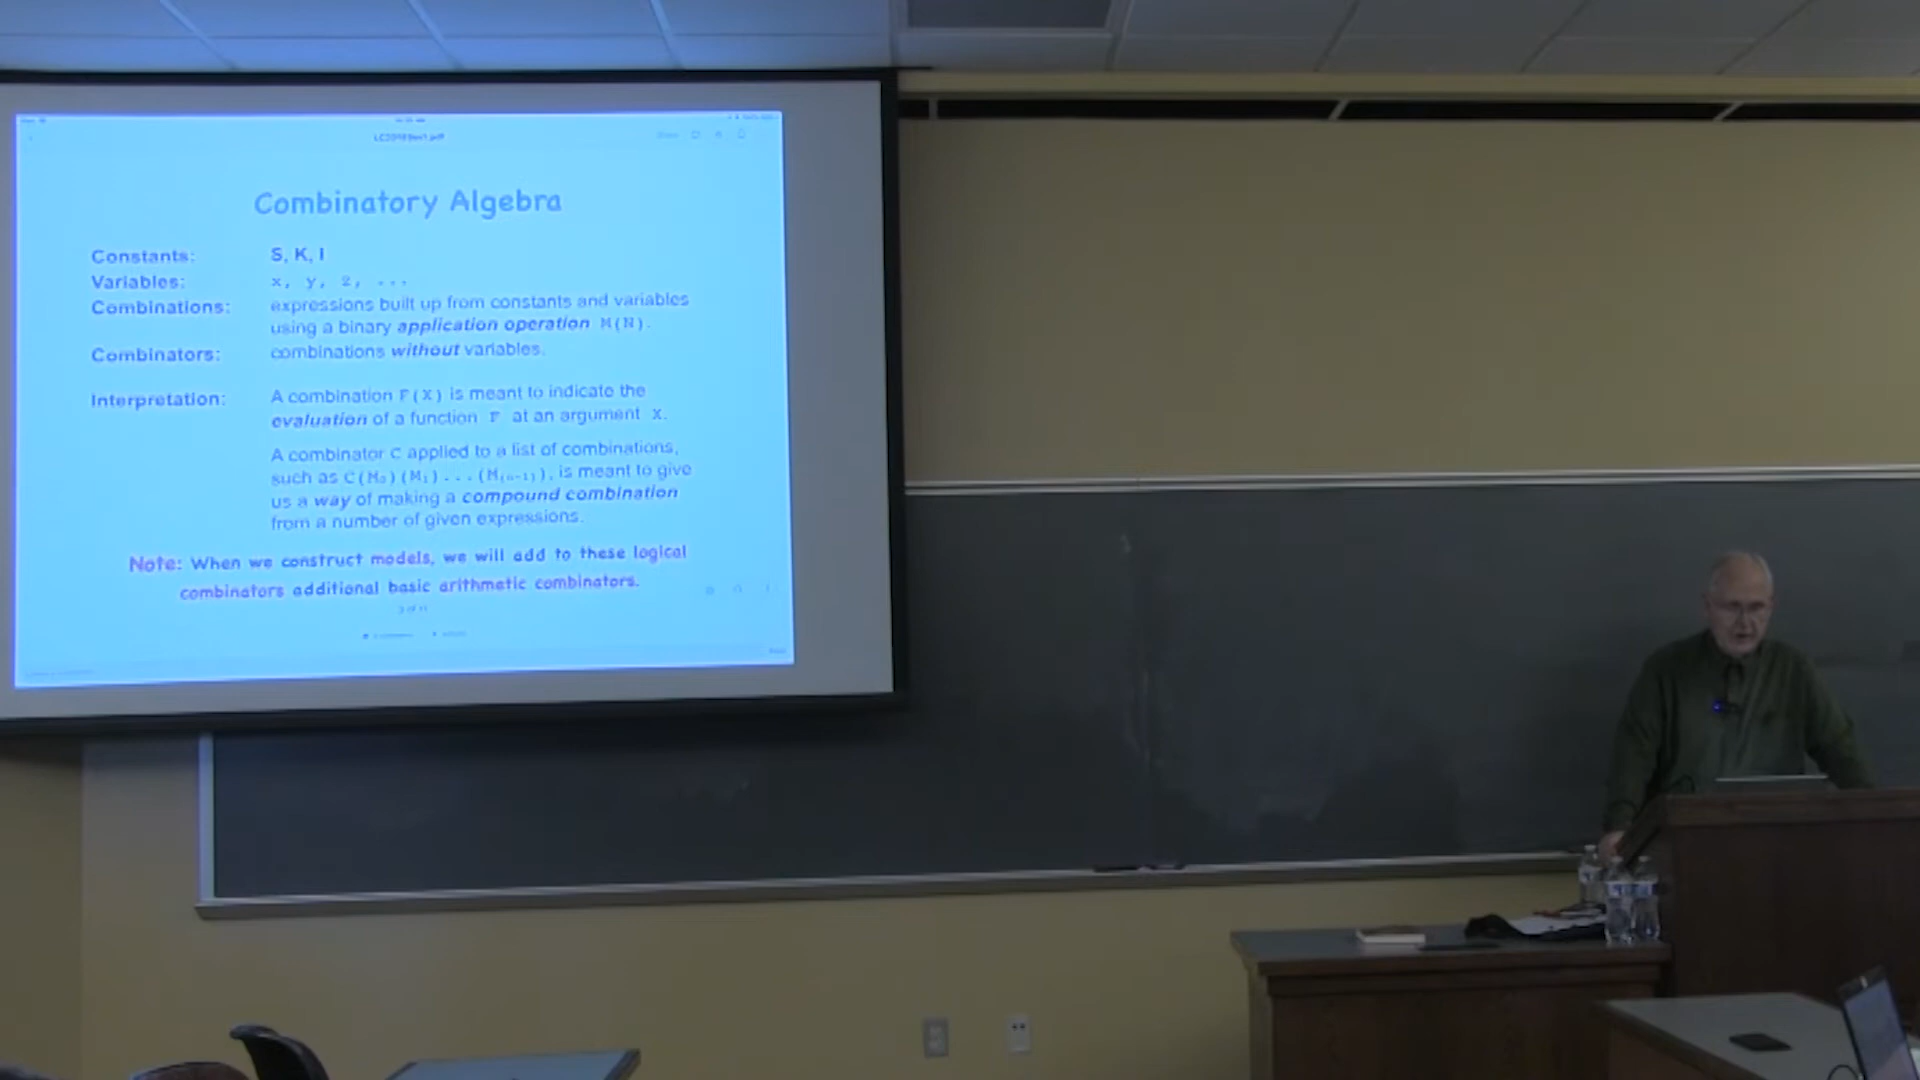 Combinatory Algebra
Constants: S, K, I
Variables: x, y, 2, ...
Combinations: expressions built up from constants and variables
using a binary application operation M(N).
Combinators: combinations without variables.
Interpretation: A combination F(X) is meant to indicate the
evaluation of a function F at an argument X.
A combinator C applied to a list of combinations,
such as C(M₀)(M₁)...(M₍ₙ₋₁₎), is meant to give
us a way of making a compound combination
from a number of given expressions.
Note: When we construct models, we will add to these logical
combinators additional basic arithmetic combinators.